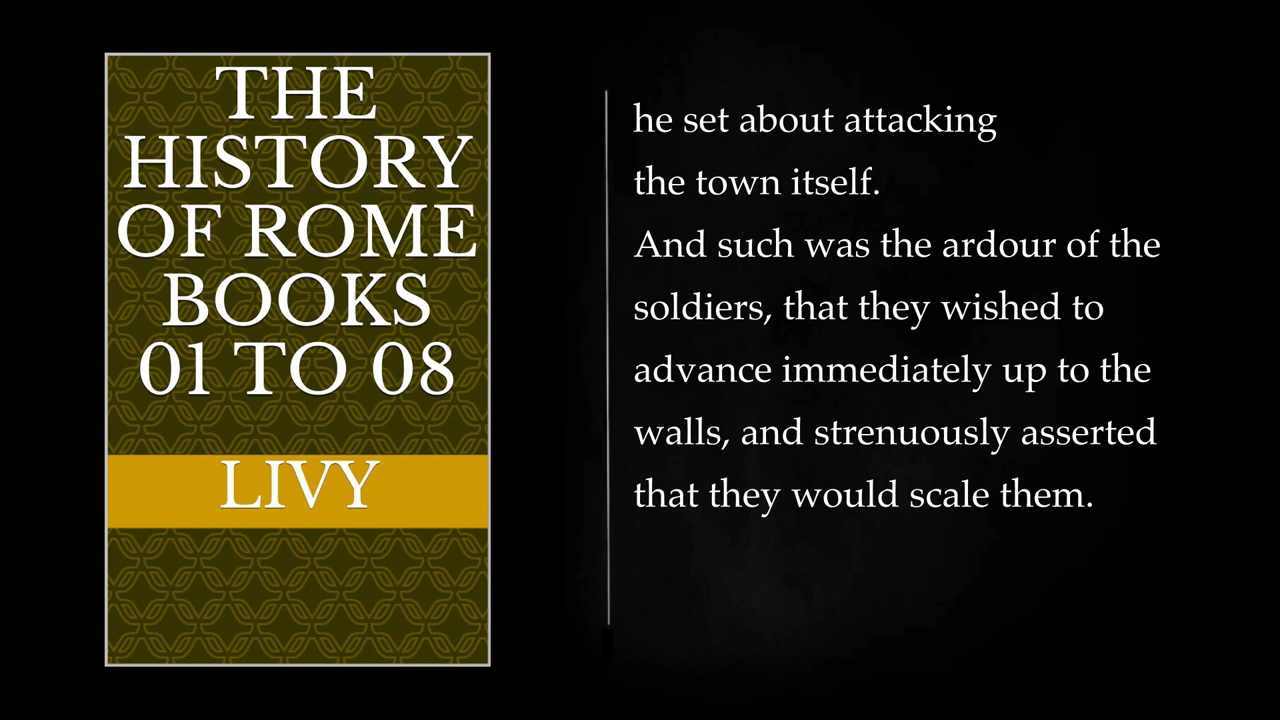 THE
HISTORY
OF ROME
BOOKS
01 TO 08
LIVY
he set about attacking
the town itself.
And such was the ardour of the
soldiers, that they wished to
advance immediately up to the
walls, and strenuously asserted
that they would scale them.